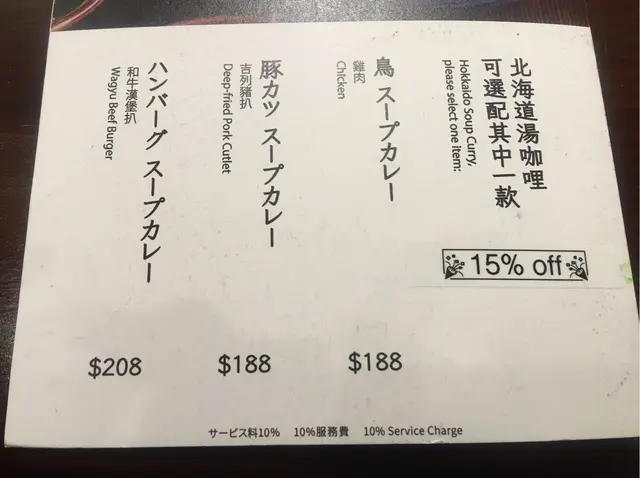 北海道湯咖哩
可選配其中一款
Hokkaido Soup Curry,
please select one item:
15% off
鳥 スープカレー
雞肉
Chicken
$188
豚カツ スープカレー
吉列豬扒
Deep-fried Pork Cutlet
$188
ハンバーグ スープカレー
和牛漢堡扒
Wagyu Beef Burger
$208
サービス料10% 10%服務費 10% Service Charge